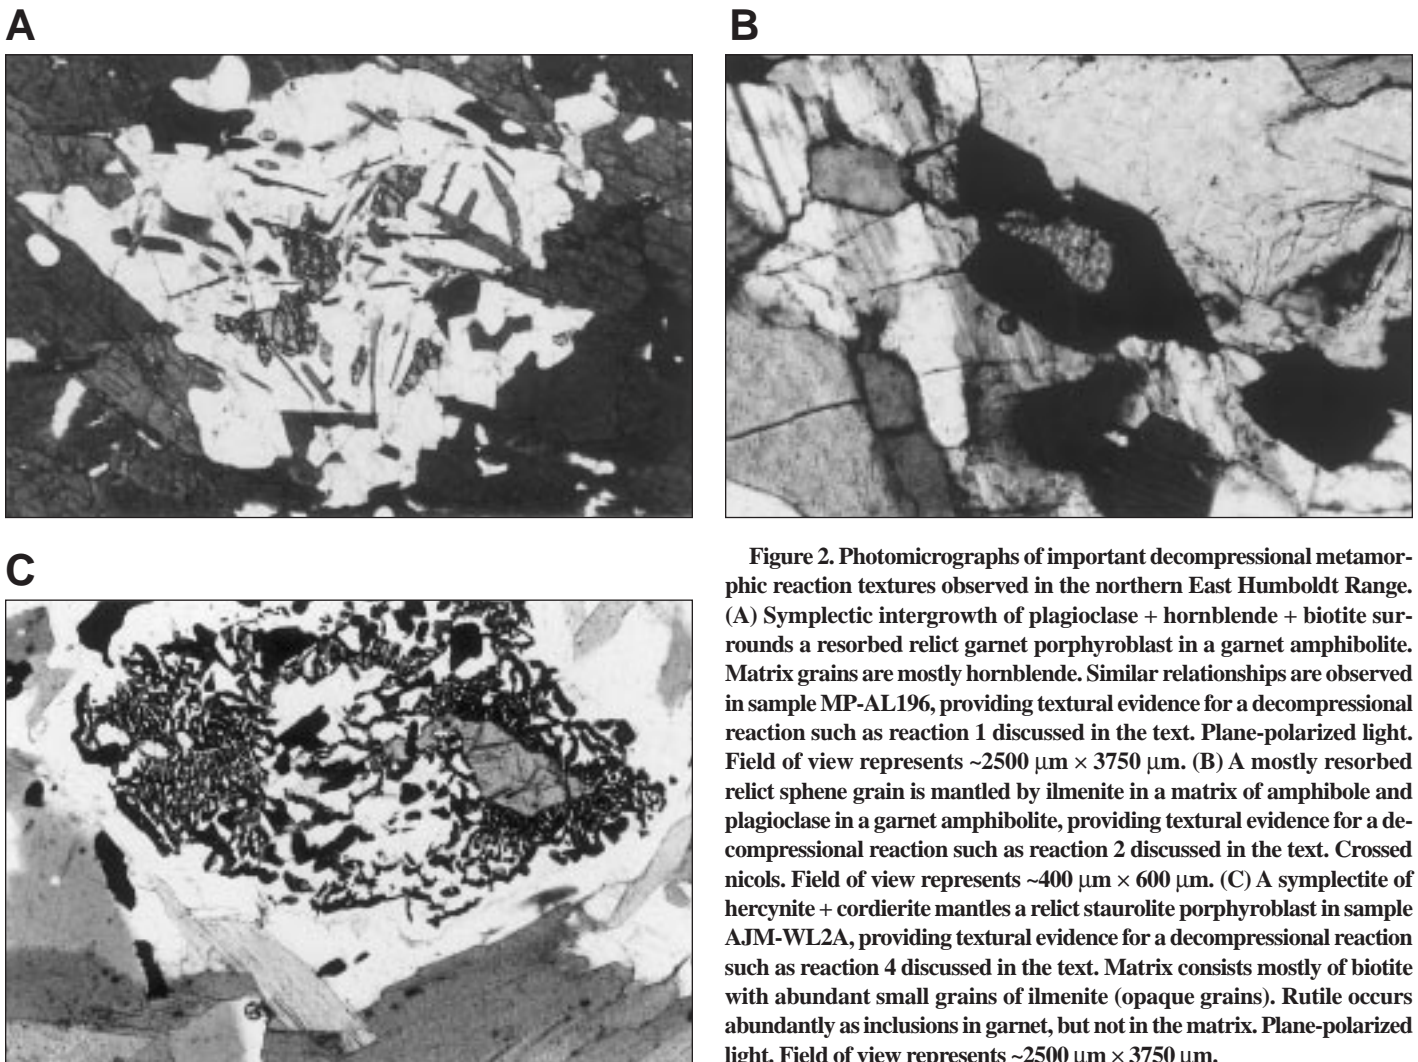 A
B
C
Figure 2. Photomicrographs of important decompressional metamor-
phic reaction textures observed in the northern East Humboldt Range.
(A) Symplectic intergrowth of plagioclase + hornblende + biotite sur-
rounds a resorbed relict garnet porphyroblast in a garnet amphibolite.
Matrix grains are mostly hornblende. Similar relationships are observed
in sample MP-AL196, providing textural evidence for a decompressional
reaction such as reaction 1 discussed in the text. Plane-polarized light.
Field of view represents ~2500 µm × 3750 µm. (B) A mostly resorbed
relict sphene grain is mantled by ilmenite in a matrix of amphibole and
plagioclase in a garnet amphibolite, providing textural evidence for a de-
compressional reaction such as reaction 2 discussed in the text. Crossed
nicols. Field of view represents ~400 µm × 600 µm. (C) A symplectite of
hercynite + cordierite mantles a relict staurolite porphyroblast in sample
AJM-WL2A, providing textural evidence for a decompressional reaction
such as reaction 4 discussed in the text. Matrix consists mostly of biotite
with abundant small grains of ilmenite (opaque grains). Rutile occurs
abundantly as inclusions in garnet, but not in the matrix. Plane-polarized
light. Field of view represents ~2500 µm × 3750 µm.